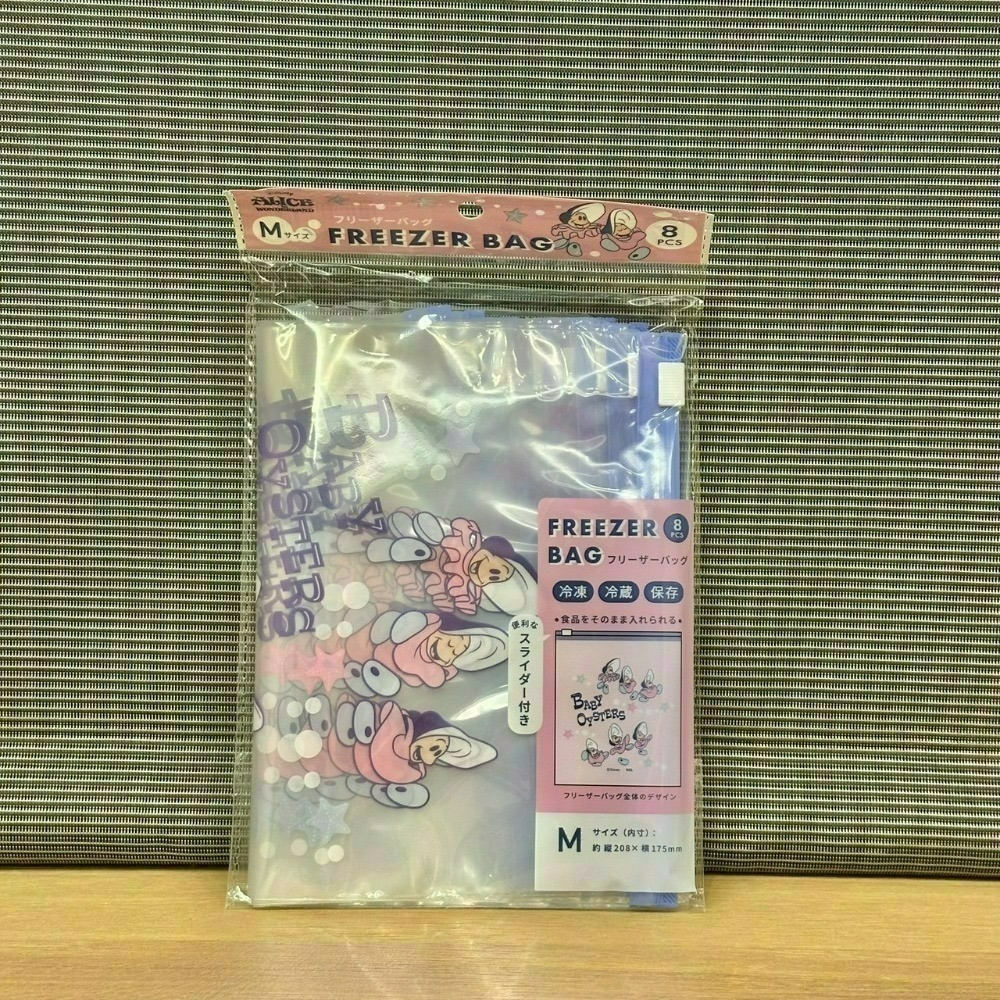 Disney
ALICE
IN
WONDERLAND
Mサイズ
フリーザーバッグ
FREEZER BAG
8
PCS
BABY
OYSTERS
便利な
スライダー付き
FREEZER
8
PCS
BAG フリーザーバッグ
冷凍 冷蔵 保存
•食品をそのまま入れられる•
BABY
OYSTERS
©Disney
フリーザーバッグ全体のデザイン
M サイズ（内寸）：
約 縦208× 横175mm